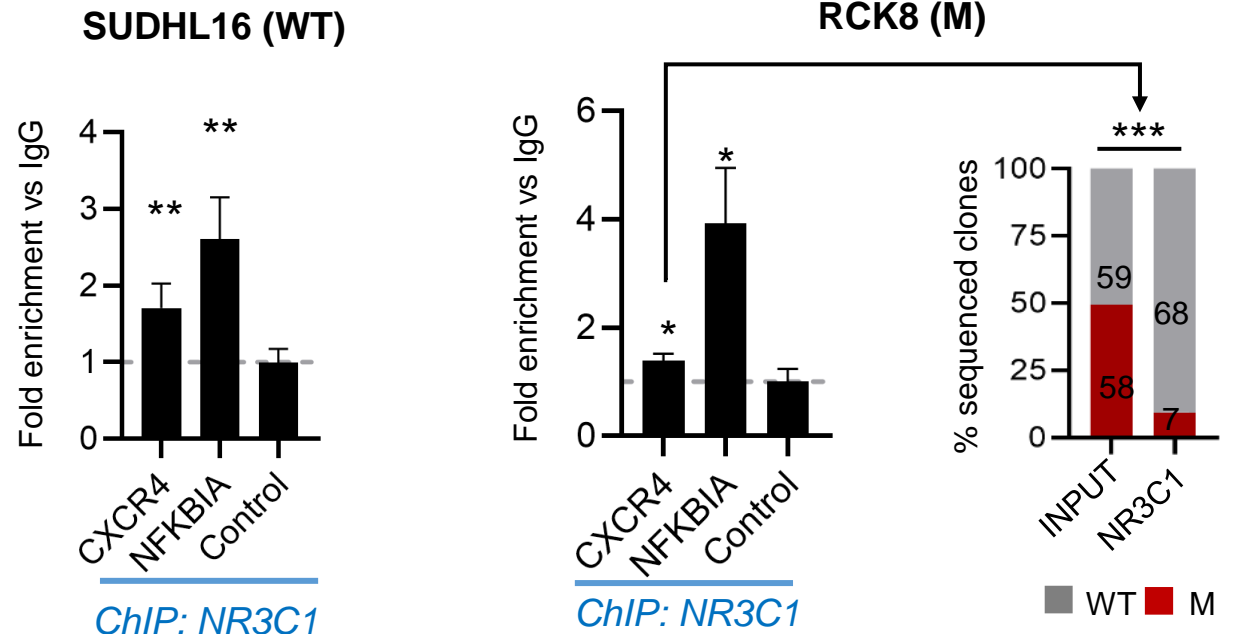 SUDHL16 (WT)
Fold enrichment vs IgG
4
3
2
1
0
**
**
CXCR4
NFKBIA
Control
ChIP: NR3C1
RCK8 (M)
Fold enrichment vs IgG
6
4
2
0
*
*
CXCR4
NFKBIA
Control
ChIP: NR3C1
***
% sequenced clones
100
75
50
25
0
59
58
68
7
INPUT
NR3C1
WT M